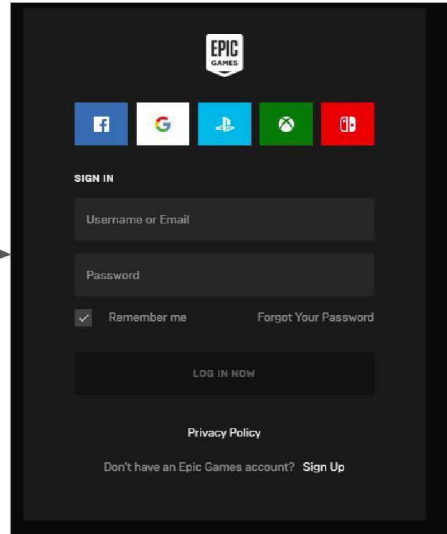 EPIC
GAMES
SIGN IN
Username or Email
Password
Remember me
Forgot Your Password
LOG IN NOW
Privacy Policy
Don't have an Epic Games account? Sign Up